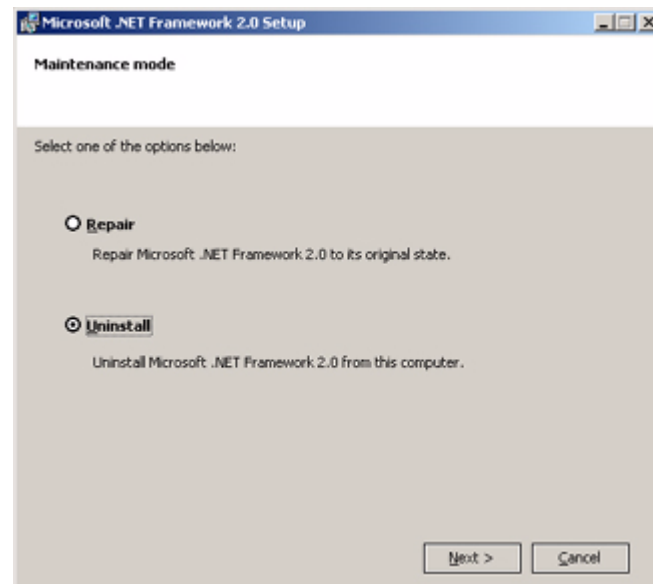 Microsoft .NET Framework 2.0 Setup
Maintenance mode
Select one of the options below:
Repair
Repair Microsoft .NET Framework 2.0 to its original state.
Uninstall
Uninstall Microsoft .NET Framework 2.0 from this computer.
Next > Cancel